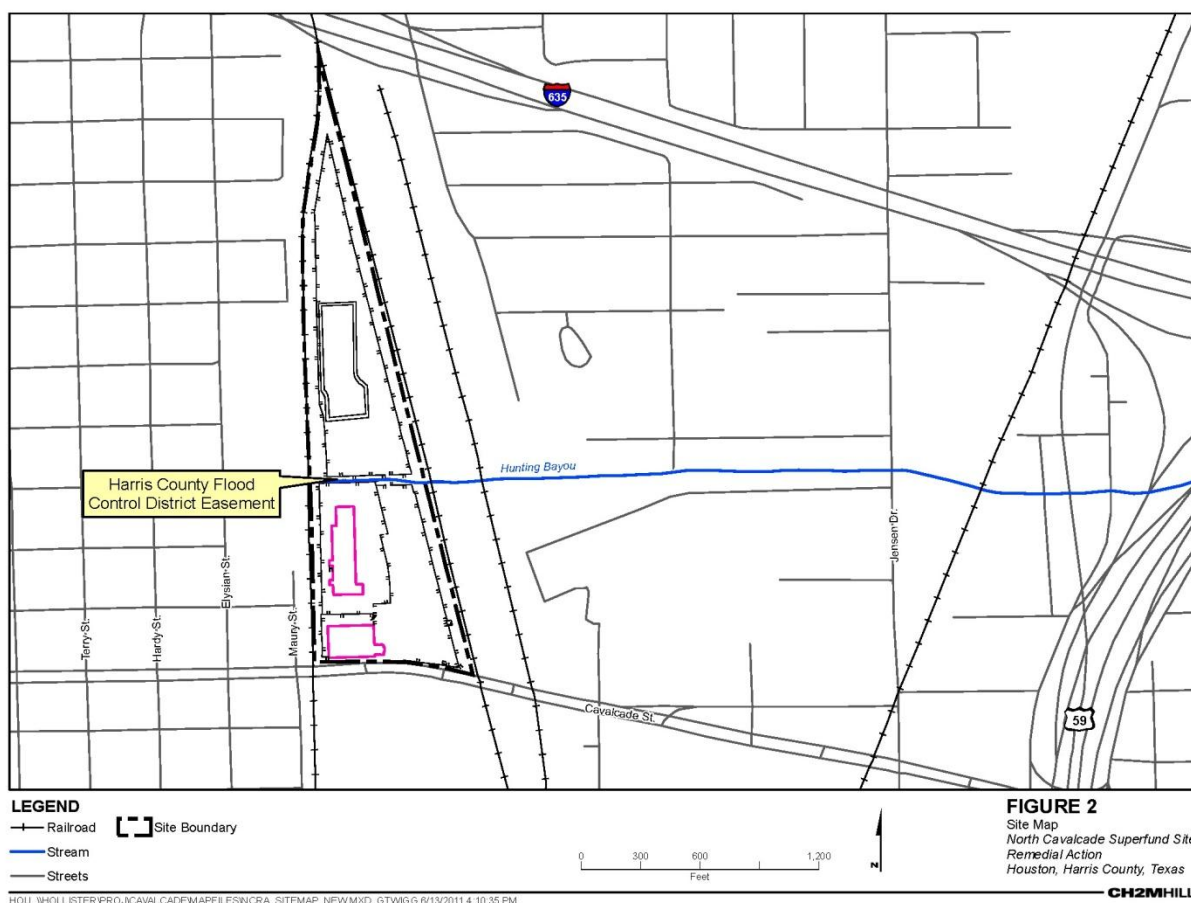 635
Hunting Bayou
Harris County Flood
Control District Easement
Jensen Dr.
Elysian St.
Maury St.
Terry St.
Hardy St.
Cavalcade St.
59
LEGEND
Railroad
Site Boundary
Stream
Streets
0 300 600 1,200
Feet
N
FIGURE 2
Site Map
North Cavalcade Superfund Site
Remedial Action
Houston, Harris County, Texas
CH2MHILL